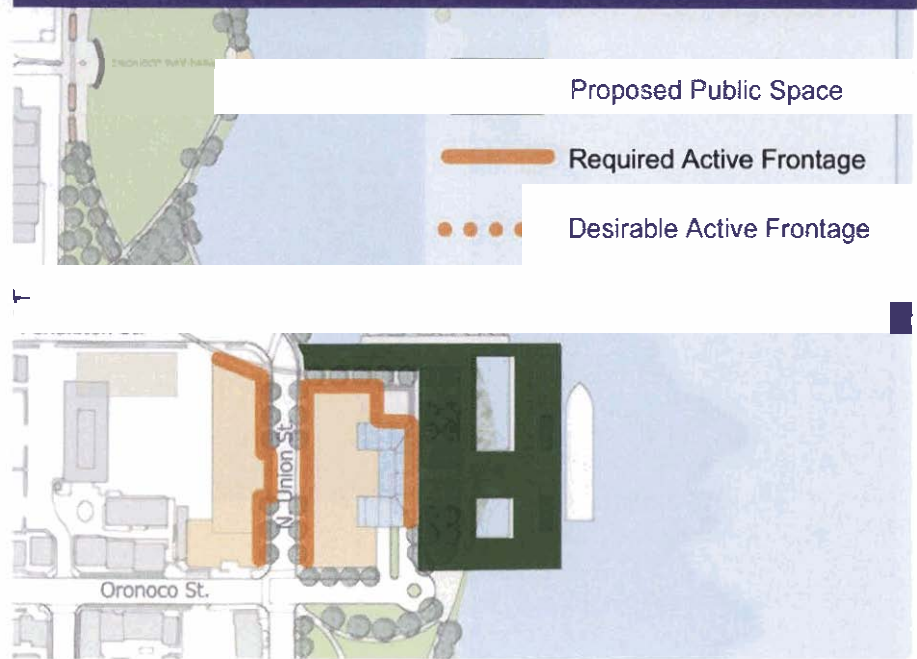 Proposed Public Space
Required Active Frontage
Desirable Active Frontage
N. Union St.
Oronoco St.